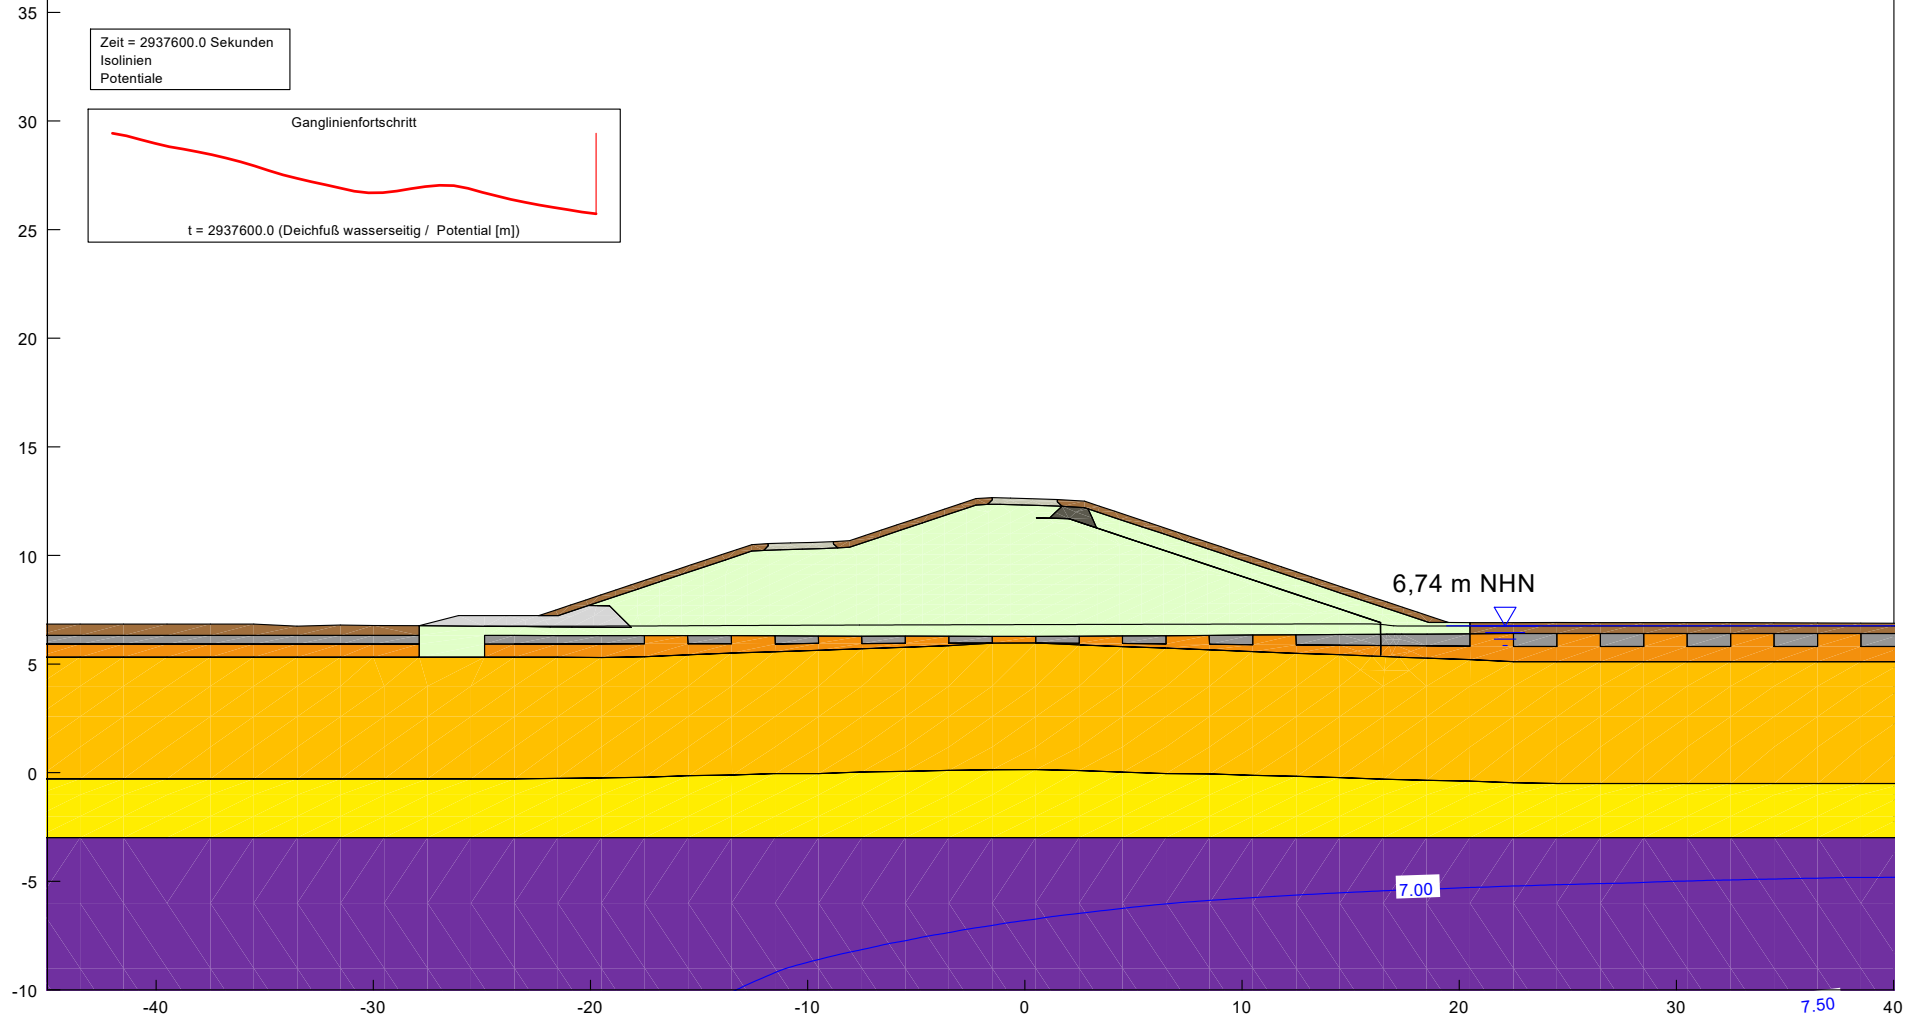 35
Zeit = 2937600.0 Sekunden
Isolinien
Potentiale
30
Ganglinienfortschritt
25
t = 2937600.0 (Deichfuß wasserseitig / Potential [m])
20
15
10
6,74 m NHN
5
0
-5
7.00
-10
-40 -30 -20 -10 0 10 20 30 7.50 40